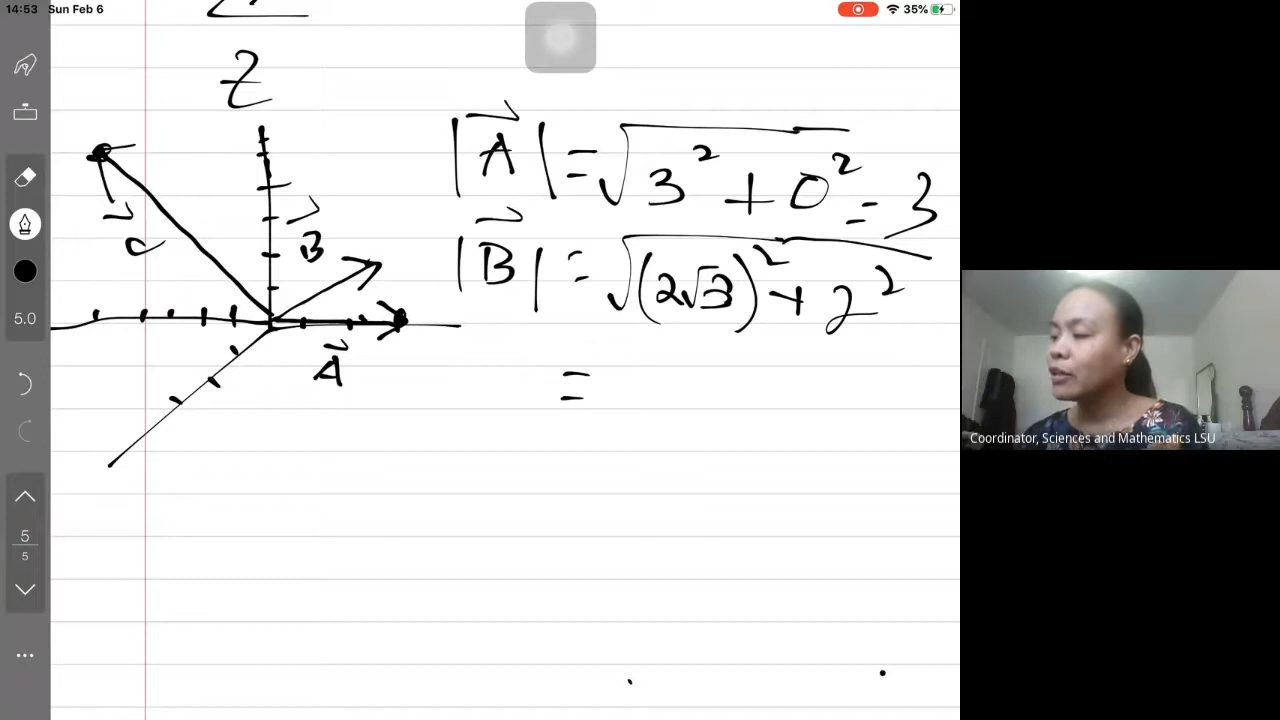 14:53 Sun Feb 6 35%
Z
|A| = √3² + 0² = 3
B
C
|B| = √(2√3)² + 2²
A
=
5.0
5
5
Coordinator, Sciences and Mathematics LSU